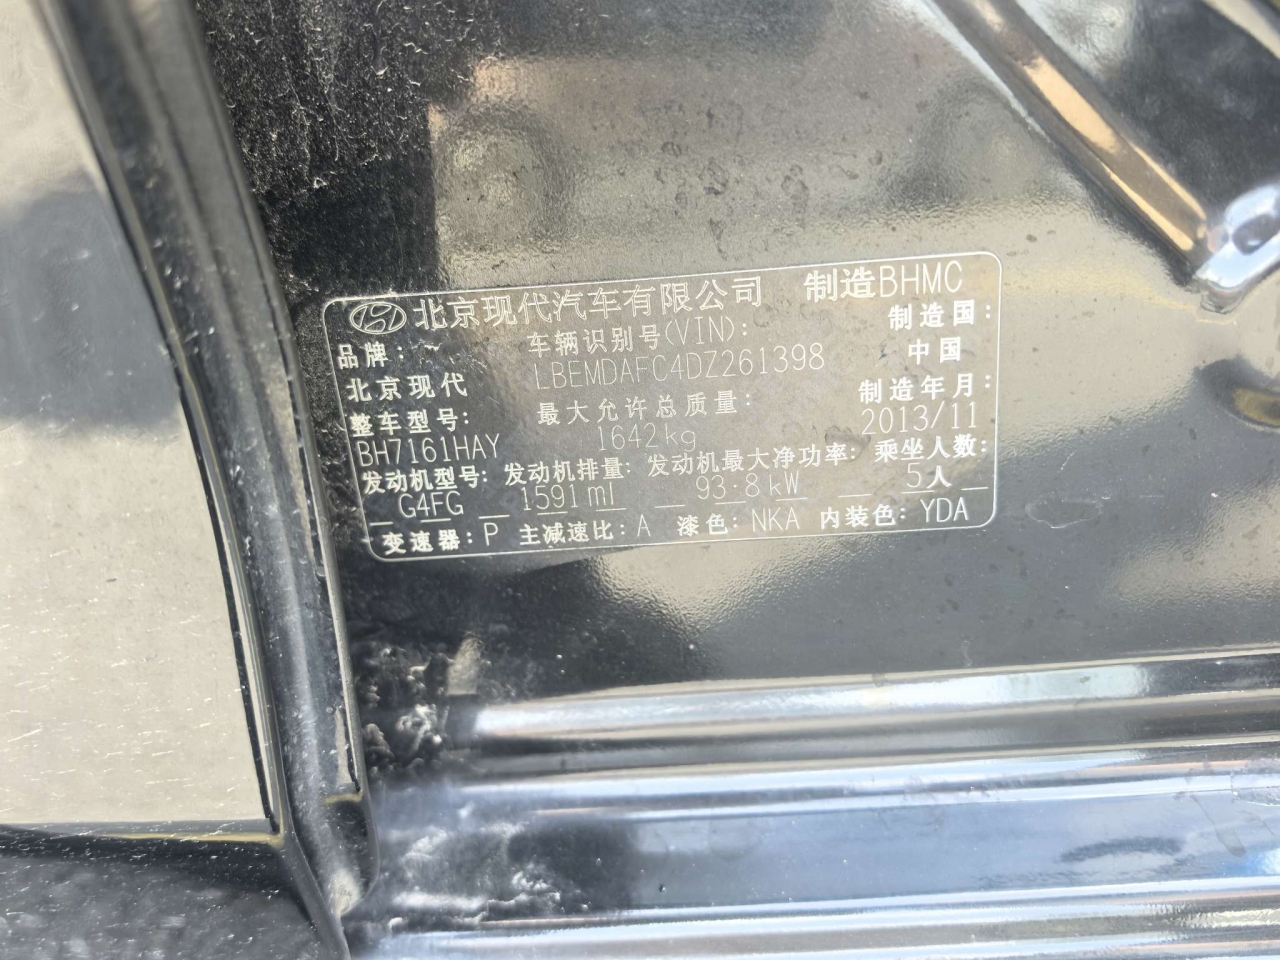 北京现代汽车有限公司 制造BHMC
品牌: 车辆识别号(VIN): 制造国:
北京现代 LBEMDAFC4DZ261398 中国
整车型号: 最大允许总质量: 制造年月:
BH7161HAY 1642kg 2013/11
发动机型号: 发动机排量: 发动机最大净功率: 乘坐人数:
G4FG 1591ml 93.8kW 5人
变速器: P 主减速比: A 漆色: NKA 内装色: YDA